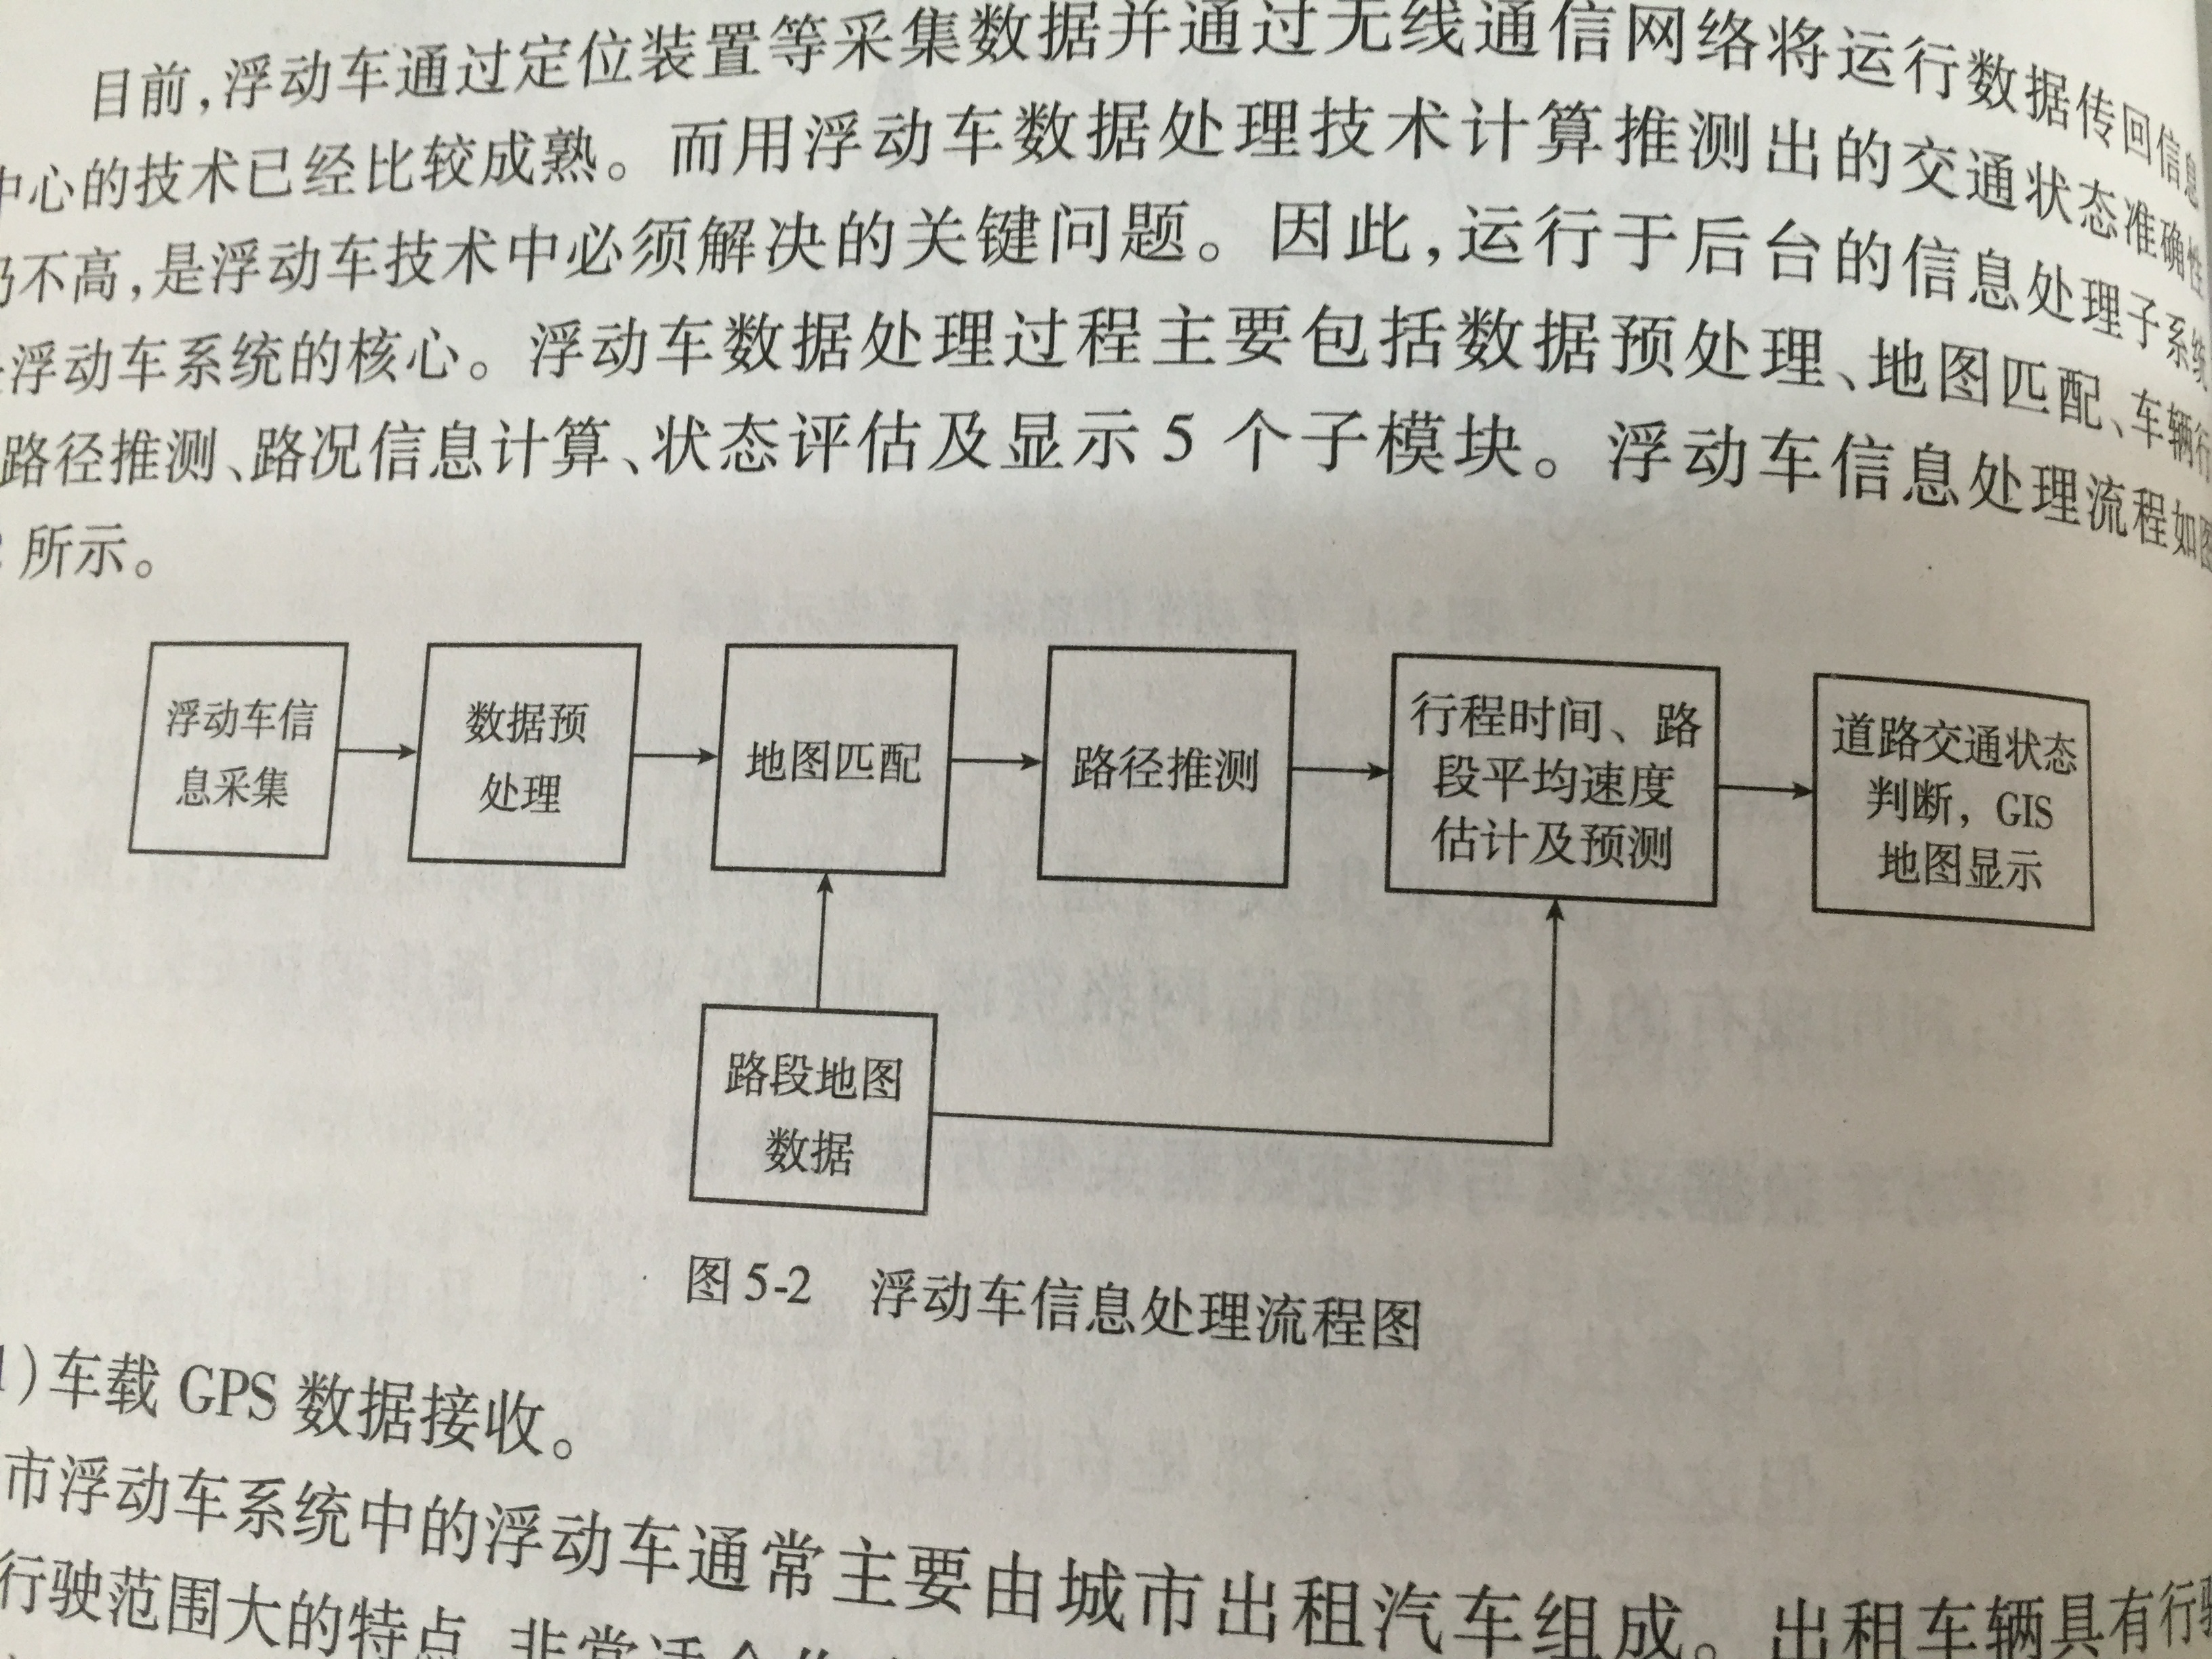 目前,浮动车通过定位装置等采集数据并通过无线通信网络将运行数据传回信息
中心的技术已经比较成熟。而用浮动车数据处理技术计算推测出的交通状态准确性
仍不高,是浮动车技术中必须解决的关键问题。因此,运行于后台的信息处理子系统
浮动车系统的核心。浮动车数据处理过程主要包括数据预处理、地图匹配、车辆行
路径推测、路况信息计算、状态评估及显示 5 个子模块。浮动车信息处理流程如图
所示。
浮动车信
息采集
数据预
处理
地图匹配
路径推测
行程时间、路
段平均速度
估计及预测
道路交通状态
判断，GIS
地图显示
路段地图
数据
图 5-2 浮动车信息处理流程图
1)车载 GPS 数据接收。
市浮动车系统中的浮动车通常主要由城市出租汽车组成。出租车辆具有行驶
行驶范围大的特点